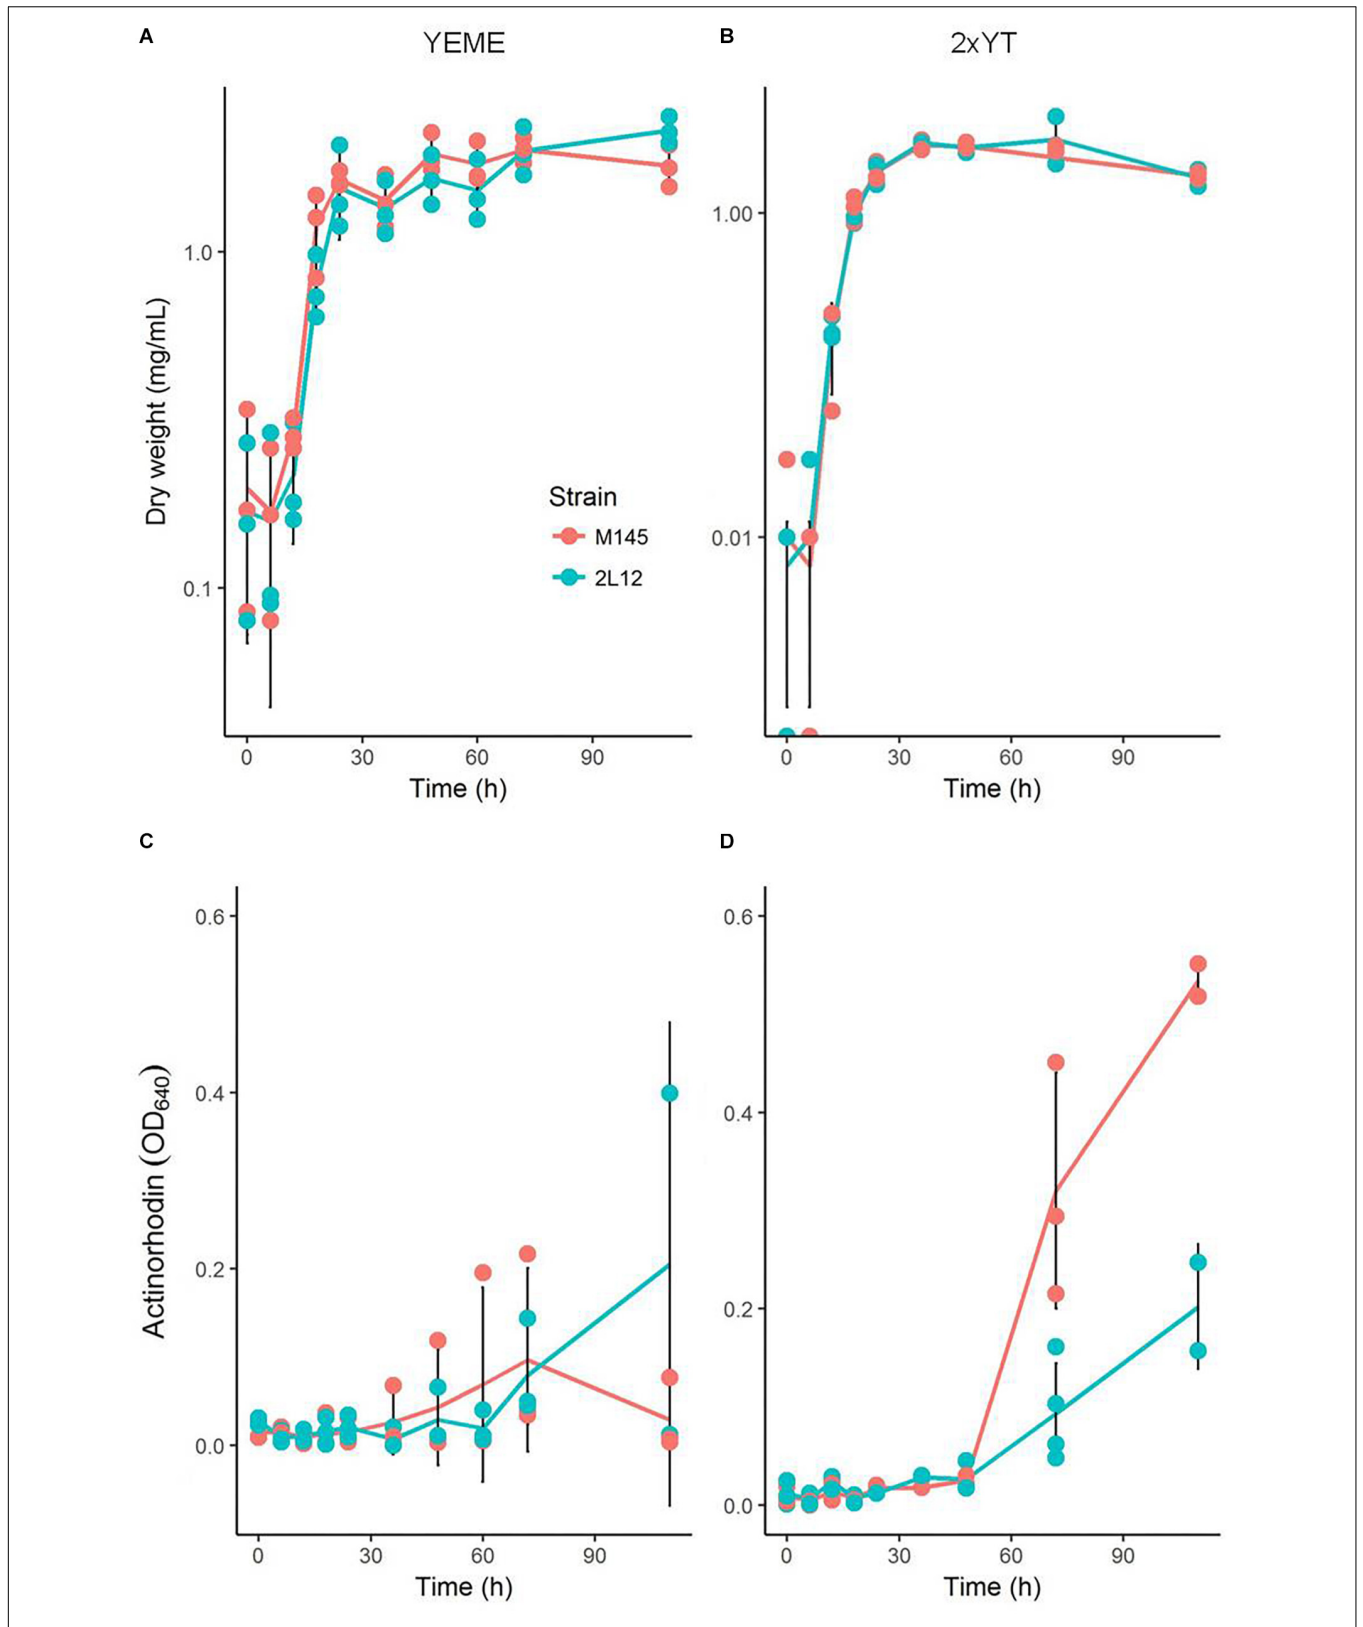 A
YEME
B
2xYT
Dry weight (mg/mL)
1.0
0.1
Strain
M145
2L12
0 30 60 90
Time (h)
1.00
0.01
0 30 60 90
Time (h)
C
D
Actinorhodin (OD640)
0.6
0.4
0.2
0.0
0 30 60 90
Time (h)
0.6
0.4
0.2
0.0
0 30 60 90
Time (h)